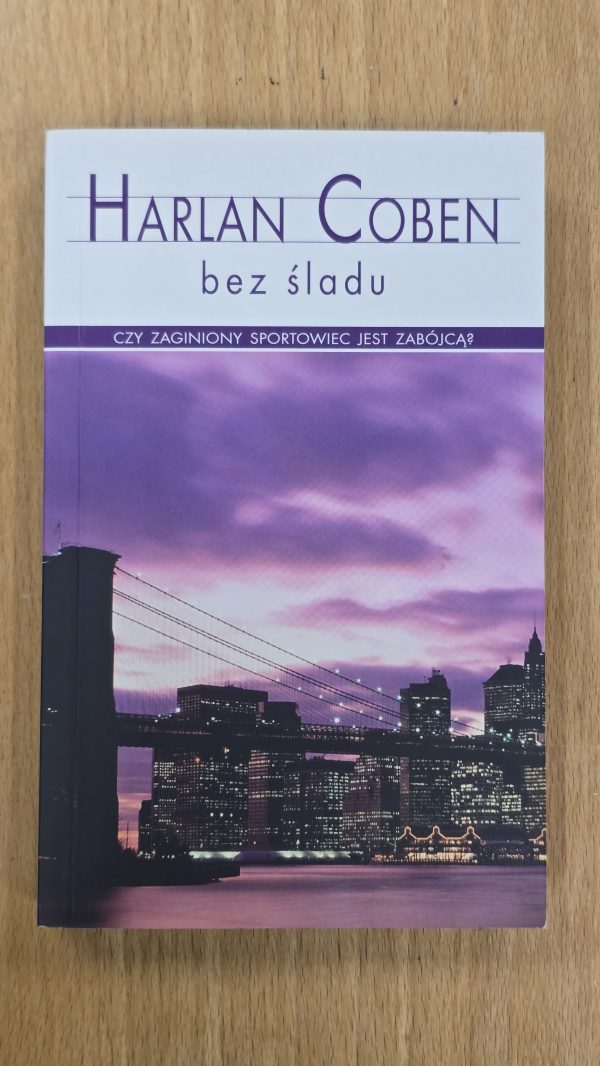 HARLAN COBEN
bez śladu
CZY ZAGINIONY SPORTOWIEC JEST ZABÓJCĄ?